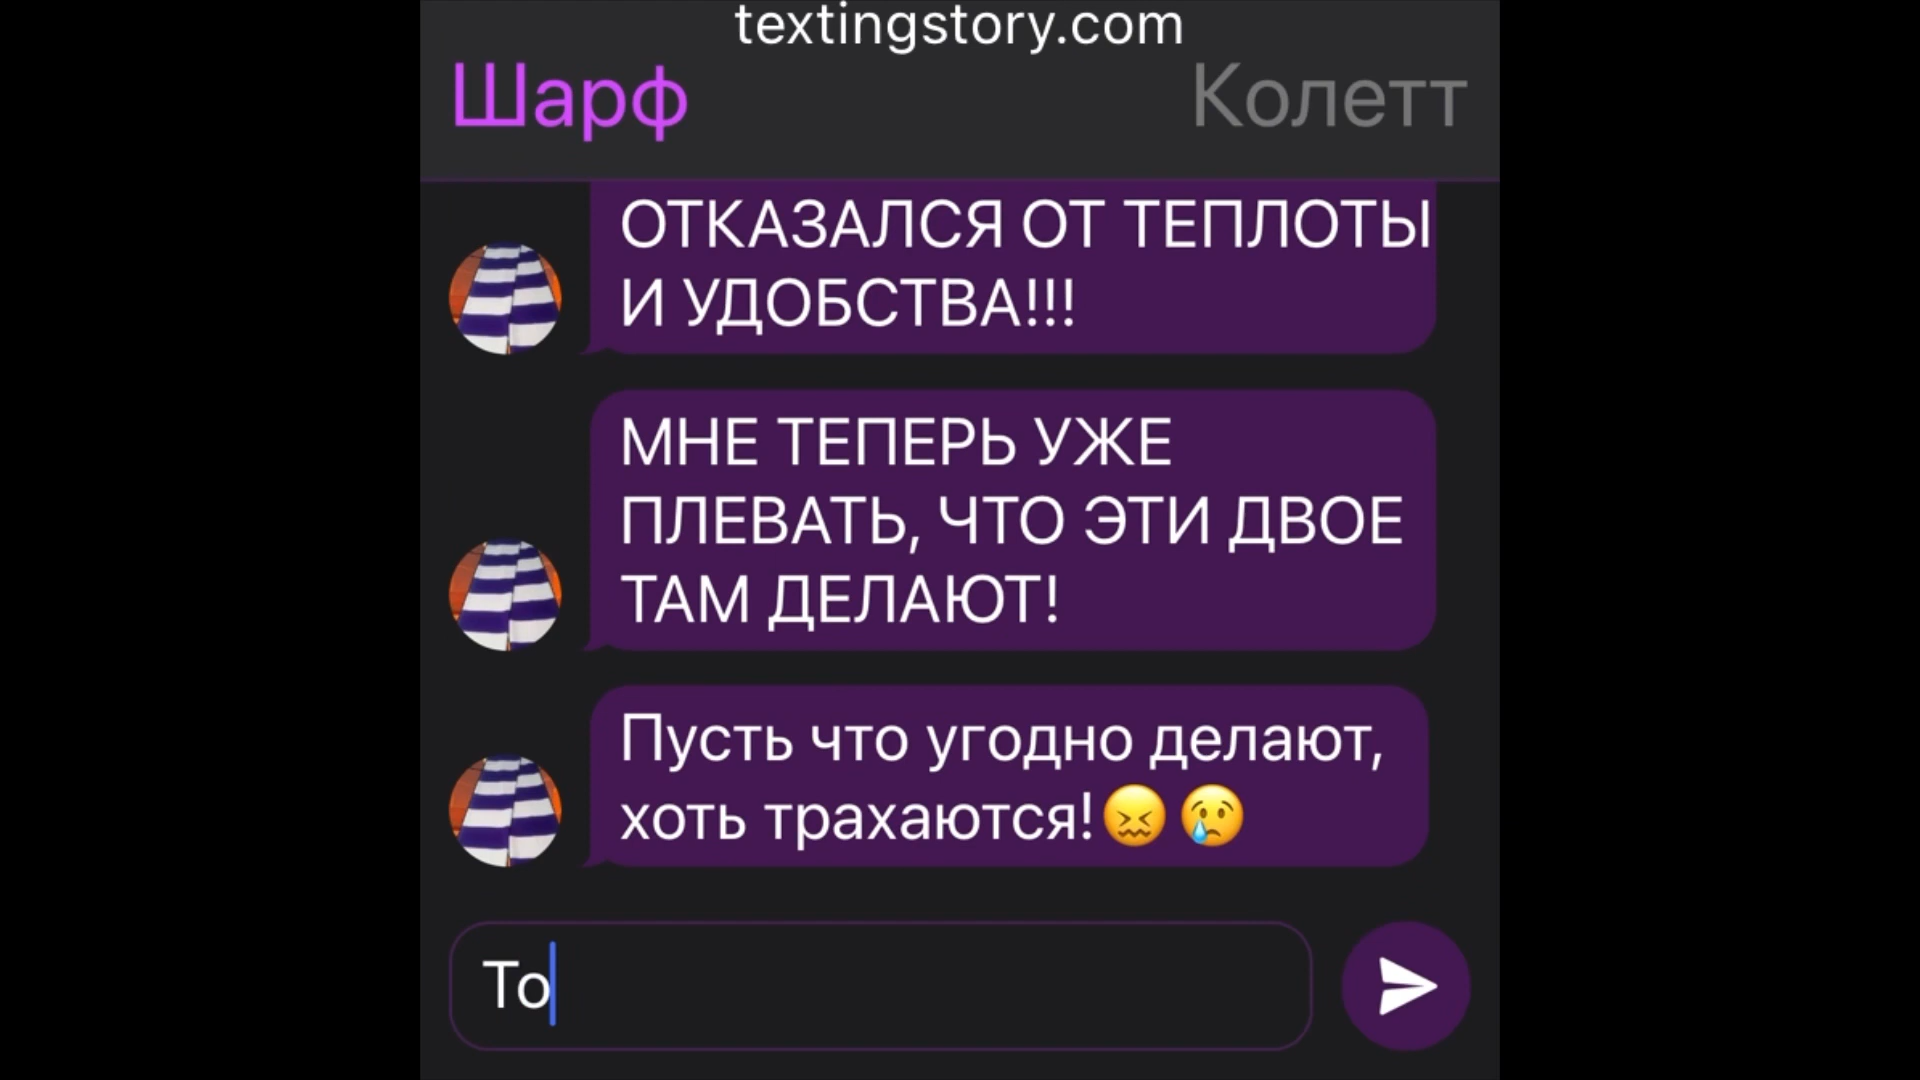 textingstory.com
Шарф
Колетт
ОТКАЗАЛСЯ ОТ ТЕПЛОТЫ
И УДОБСТВА!!!
МНЕ ТЕПЕРЬ УЖЕ
ПЛЕВАТЬ, ЧТО ЭТИ ДВОЕ
ТАМ ДЕЛАЮТ!
Пусть что угодно делают,
хоть трахаются!😖😢
То